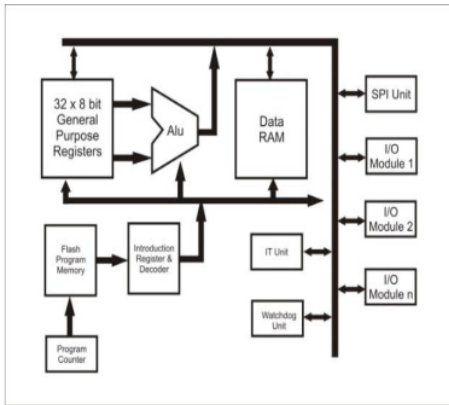 32 x 8 bit
General
Purpose
Registers
Alu
Data
RAM
SPI Unit
I/O
Module 1
I/O
Module 2
I/O
Module n
Flash
Program
Memory
Introduction
Register &
Decoder
IT Unit
Watchdog
Unit
Program
Counter